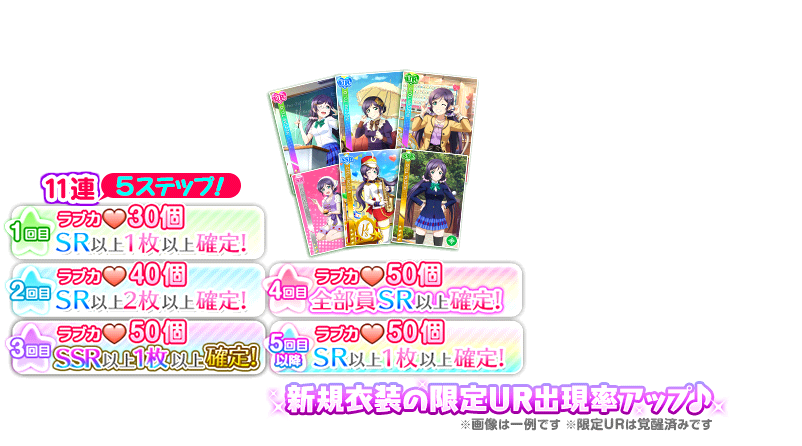 11連 5ステップ!
1回目
ラブカ30個
SR以上1枚以上確定!
2回目
ラブカ40個
SR以上2枚以上確定!
3回目
ラブカ50個
SSR以上1枚以上確定!
4回目
ラブカ50個
全部員SR以上確定!
5回目以降
ラブカ50個
SR以上1枚以上確定!
新規衣装の限定UR出現率アップ♪
※画像は一例です ※限定URは覚醒済みです